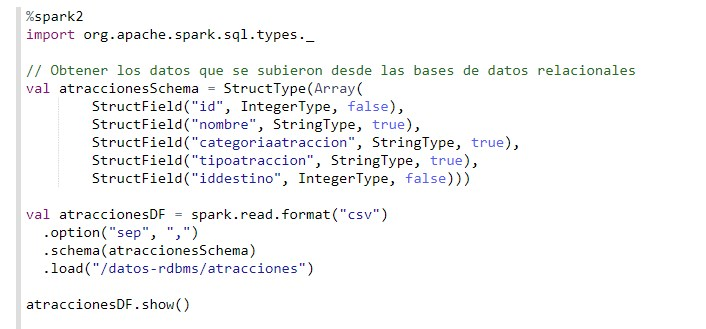 %spark2
import org.apache.spark.sql.types._
// Obtener los datos que se subieron desde las bases de datos relacionales
val atraccionesSchema = StructType(Array(
StructField("id", IntegerType, false),
StructField("nombre", StringType, true),
StructField("categoriaatraccion", StringType, true),
StructField("tipoatraccion", StringType, true),
StructField("iddestino", IntegerType, false)))
val atraccionesDF = spark.read.format("csv")
.option("sep", ",")
.schema(atraccionesSchema)
.load("/datos-rdbms/atracciones")
atraccionesDF.show()